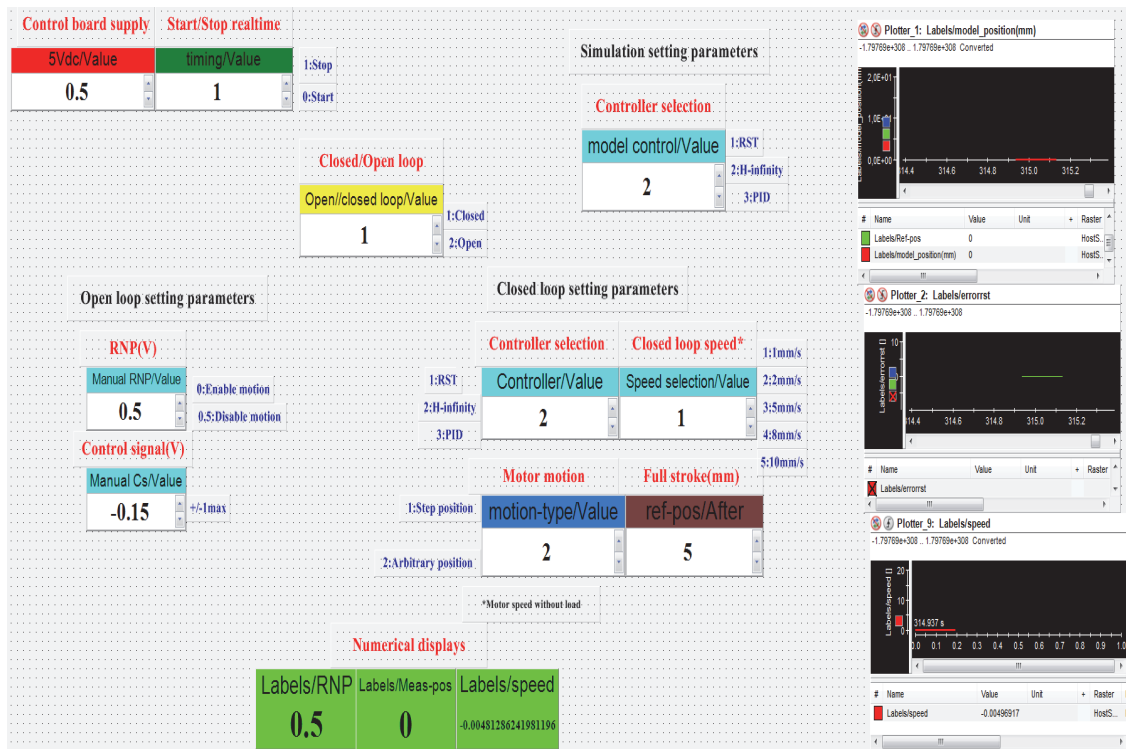 Control board supply
Start/Stop realtime
5Vdc/Value
timing/Value
0.5
1
1:Stop
0:Start
Simulation setting parameters
Controller selection
model control/Value
2
1:RST
2:H-infinity
3:PID
Closed/Open loop
Open//closed loop/Value
1
1:Closed
2:Open
Open loop setting parameters
RNP(V)
Manual RNP/Value
0.5
0:Enable motion
0.5:Disable motion
Control signal(V)
Manual Cs/Value
-0.15
+/-1max
Closed loop setting parameters
Controller selection
Closed loop speed*
1:RST
2:H-infinity
3:PID
Controller/Value
Speed selection/Value
2
1
1:1mm/s
2:2mm/s
3:5mm/s
4:8mm/s
5:10mm/s
Motor motion
Full stroke(mm)
1:Step position
2:Arbitrary position
motion-type/Value
ref-pos/After
2
5
*Motor speed without load
Numerical displays
Labels/RNP
Labels/Meas-pos
Labels/speed
0.5
0
-0.00481286241981196
Plotter_1: Labels/model_position(mm)
-1.79769e+308 .. 1.79769e+308 Converted
2,0E+01
0,0E+00
314.6 314.8 315.0 315.2
# Name Value Unit + Raster
Labels/Ref-pos 0 HostS..
Labels/model_position(mm) 0 HostS..
Plotter_2: Labels/errorrst
-1.79769e+308 .. 1.79769e+308
Labels/errorrst []
10
314.6 314.8 315.0 315.2
# Name Value Unit + Raster
Labels/errorrst
Plotter_9: Labels/speed
-1.79769e+308 .. 1.79769e+308 Converted
Labels/speed []
20
10
0
314.937 s
0.1 0.2 0.3 0.4 0.5 0.6 0.7 0.8 0.9 1.0
# Name Value Unit + Raster
Labels/speed -0.00496917 HostS..